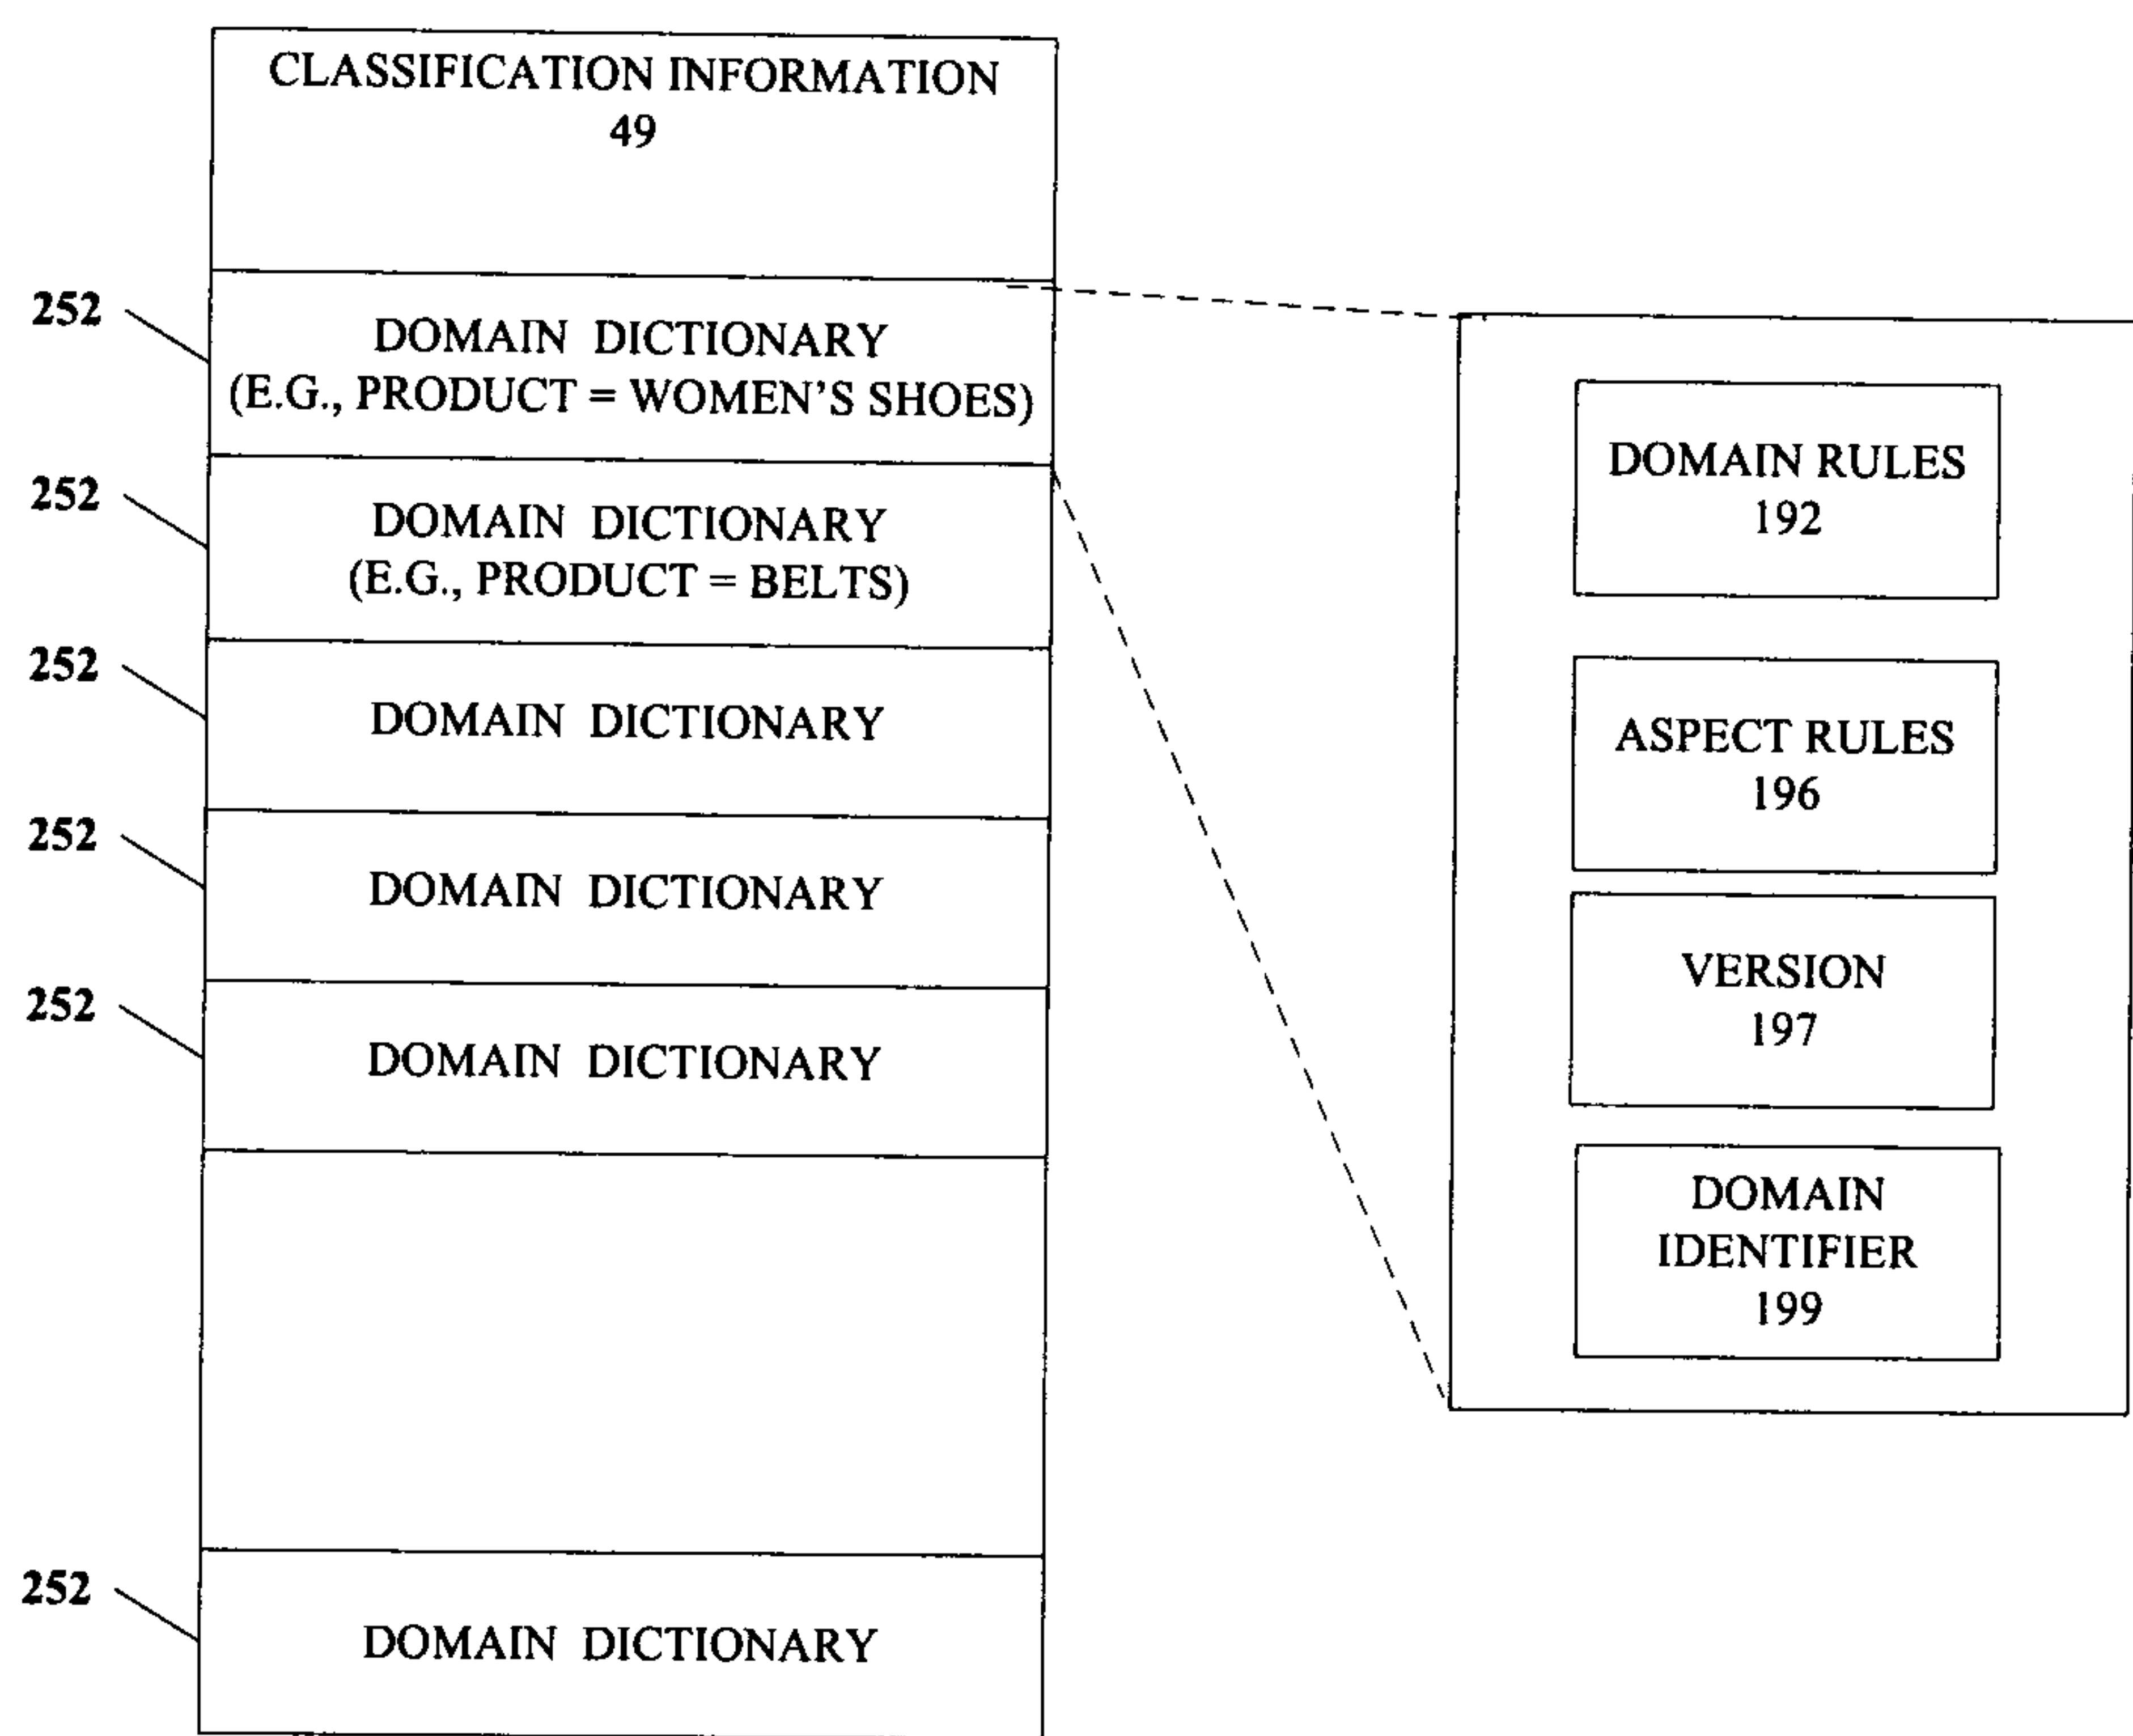 CLASSIFICATION INFORMATION
49
252
DOMAIN DICTIONARY
(E.G., PRODUCT = WOMEN'S SHOES)
252
DOMAIN DICTIONARY
(E.G., PRODUCT = BELTS)
252
DOMAIN DICTIONARY
252
DOMAIN DICTIONARY
252
DOMAIN DICTIONARY
252
DOMAIN DICTIONARY
DOMAIN RULES
192
ASPECT RULES
196
VERSION
197
DOMAIN
IDENTIFIER
199